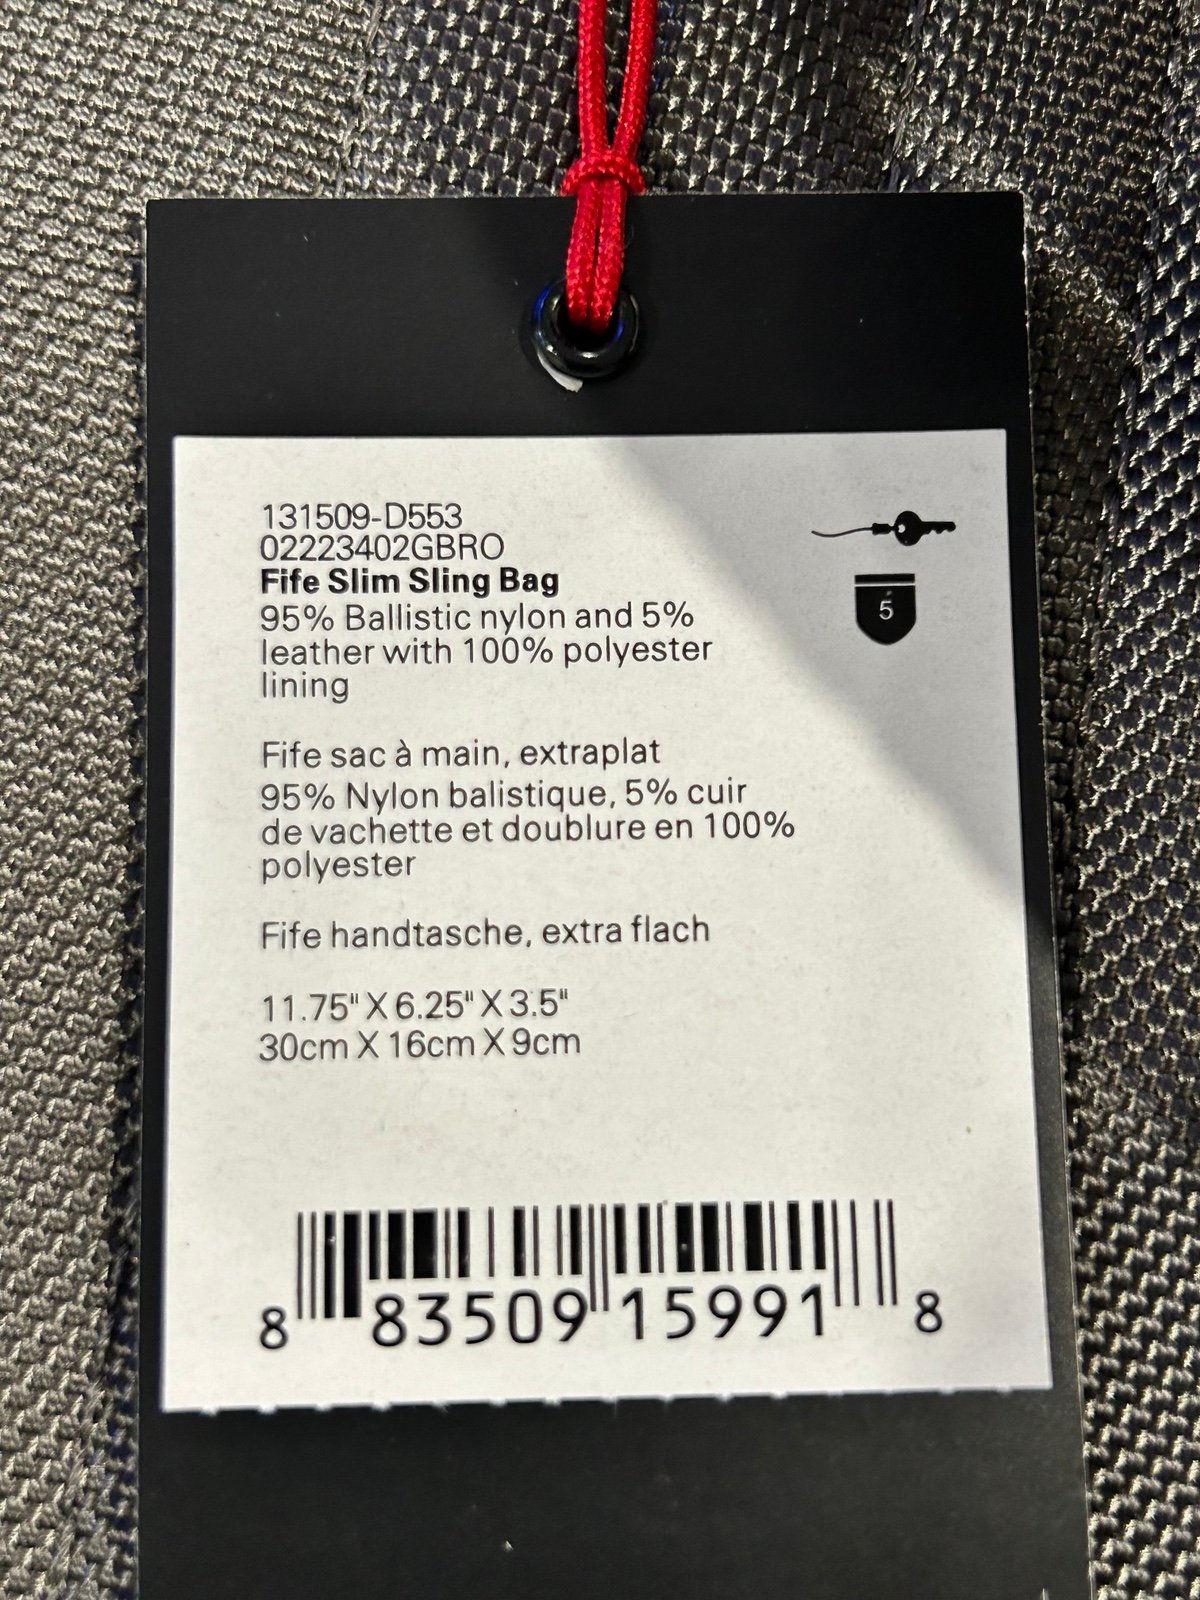 131509-D553
02223402GBRO
Fife Slim Sling Bag
95% Ballistic nylon and 5%
leather with 100% polyester
lining
5
Fife sac à main, extraplat
95% Nylon balistique, 5% cuir
de vachette et doublure en 100%
polyester
Fife handtasche, extra flach
11.75" X 6.25" X 3.5"
30cm X 16cm X 9cm
8 83509 15991 8